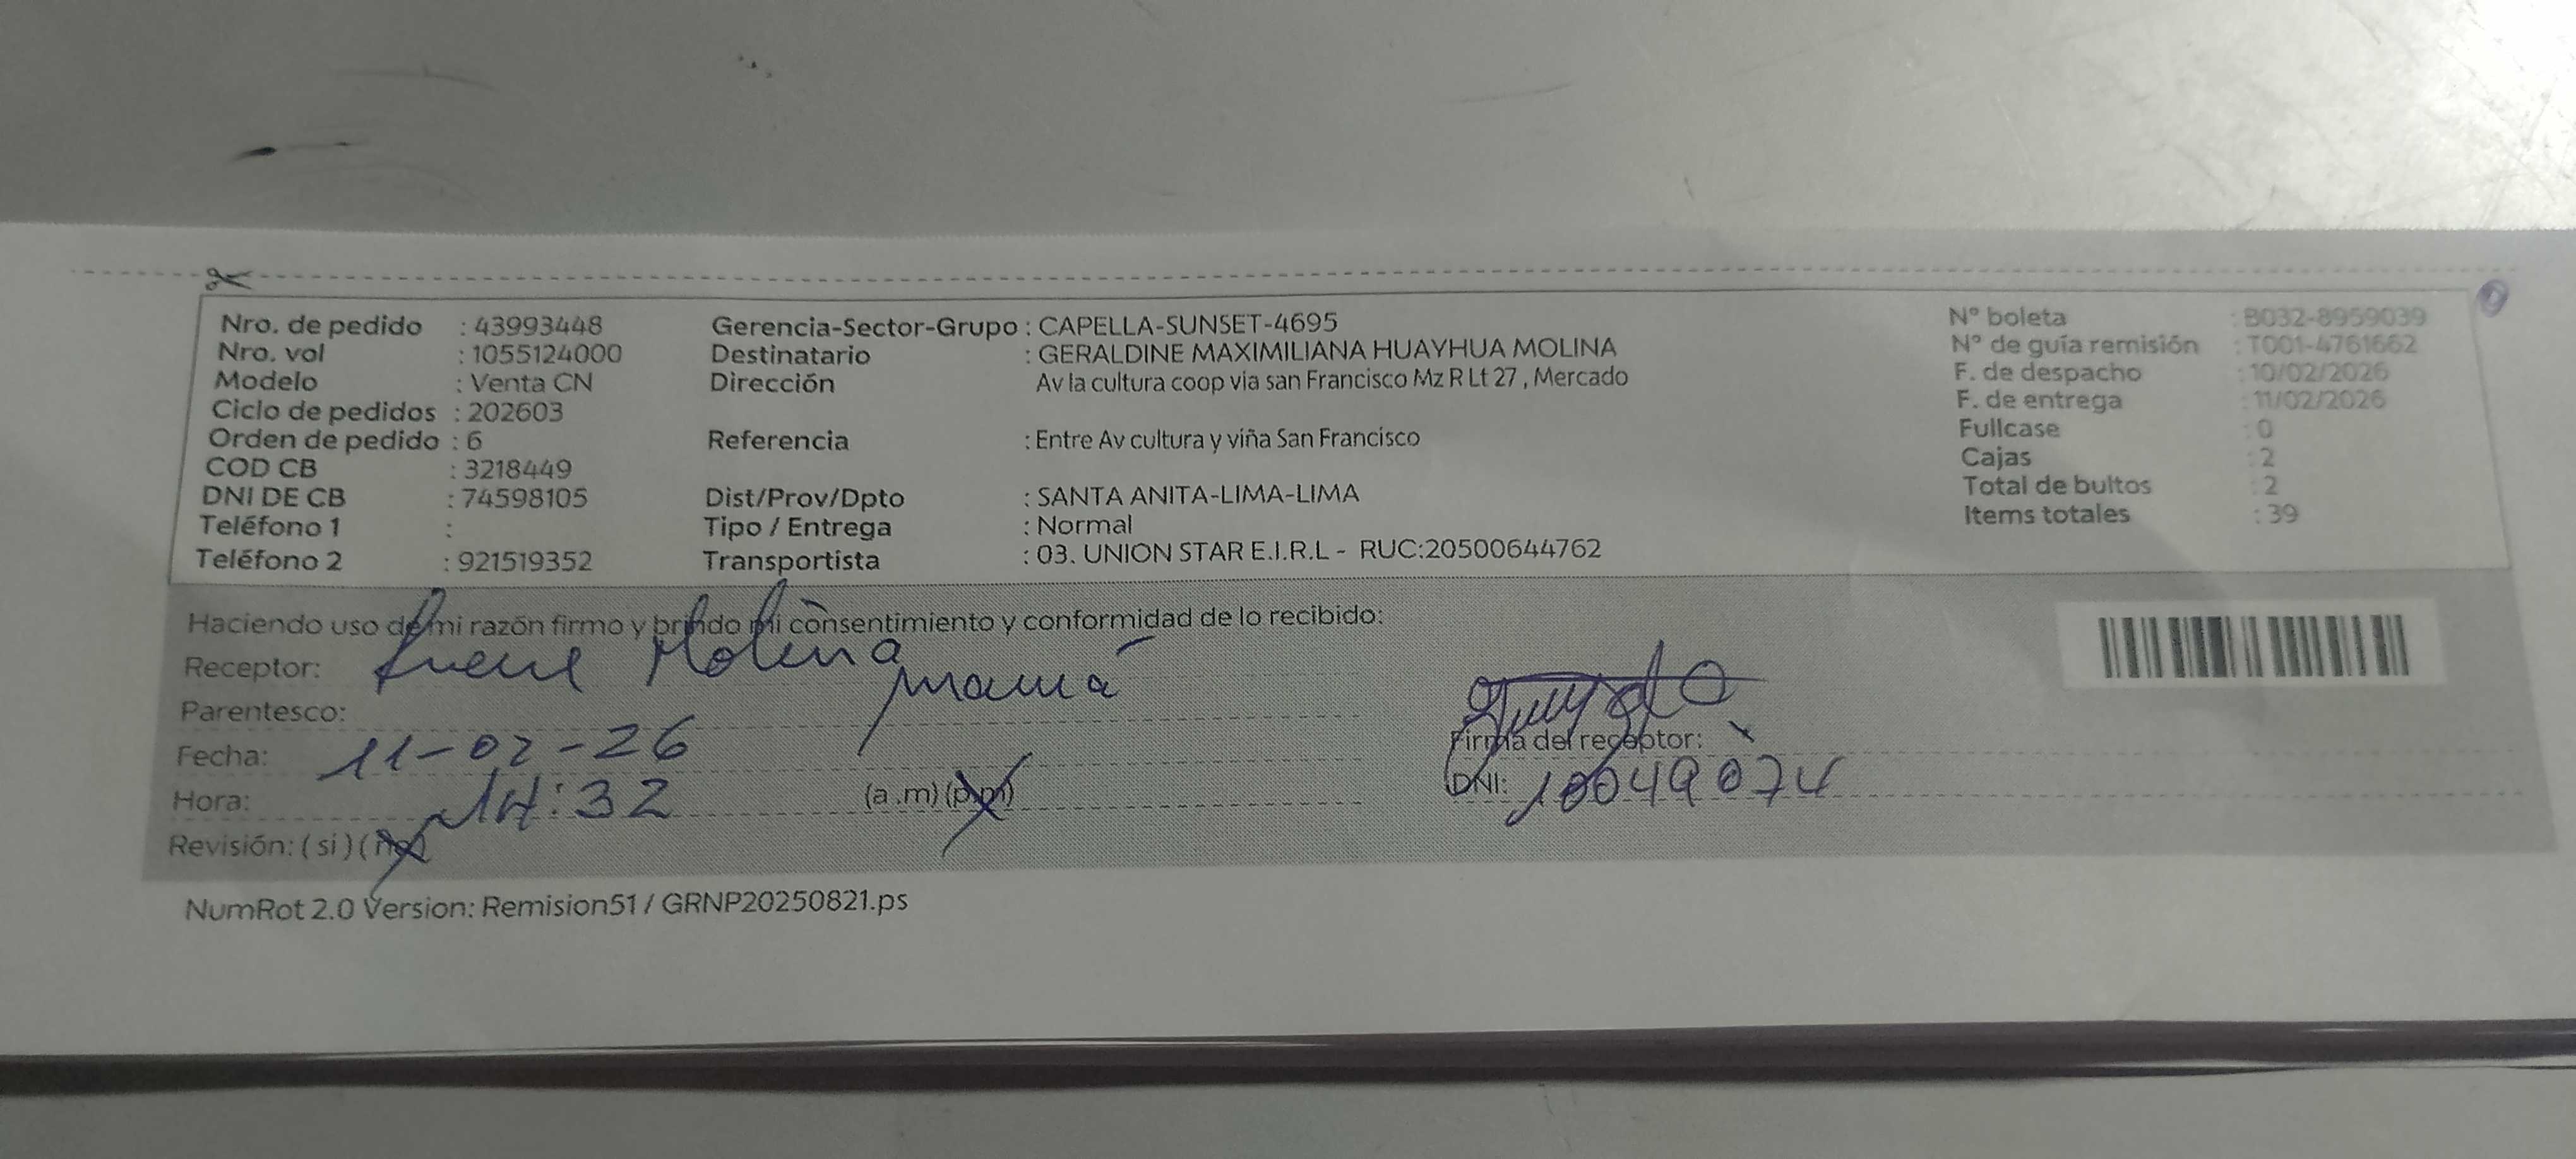 Nro. de pedido : 43993448 Gerencia-Sector-Grupo : CAPELLA-SUNSET-4695 N° boleta : B032-8959039
Nro. vol : 1055124000 Destinatario : GERALDINE MAXIMILIANA HUAYHUA MOLINA N° de guía remisión : T001-4761662
Modelo : Venta CN Dirección Av la cultura coop via san Francisco Mz R Lt 27 , Mercado F. de despacho : 10/02/2026
Ciclo de pedidos : 202603 F. de entrega : 11/02/2026
Orden de pedido : 6 Referencia : Entre Av cultura y viña San Francisco Fullcase : 0
COD CB : 3218449 Cajas : 2
DNI DE CB : 74598105 Dist/Prov/Dpto : SANTA ANITA-LIMA-LIMA Total de bultos : 2
Teléfono 1 : Tipo / Entrega : Normal Items totales : 39
Teléfono 2 : 921519352 Transportista : 03. UNION STAR E.I.R.L - RUC:20500644762
Haciendo uso de mi razón firmo y brindo mi consentimiento y conformidad de lo recibido:
Receptor: Molina
Parentesco: mamá
Fecha: 11-02-26 Firma del receptor:
Hora: 14:32 (a.m) (p.m) DNI: 10049074
Revisión: ( si ) ( no )
NumRot 2.0 Version: Remision51 / GRNP20250821.ps